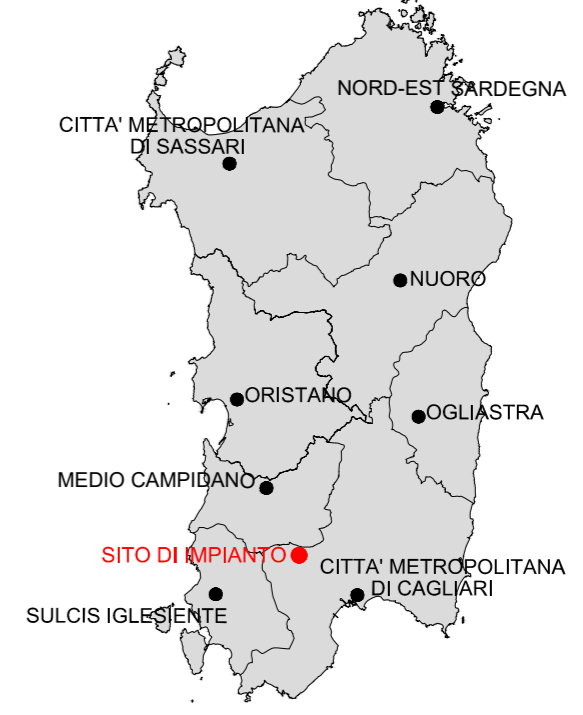 NORD-EST SARDEGNA
CITTA' METROPOLITANA
DI SASSARI
NUORO
ORISTANO
OGLIASTRA
MEDIO CAMPIDANO
SITO DI IMPIANTO
CITTA' METROPOLITANA
DI CAGLIARI
SULCIS IGLESIENTE